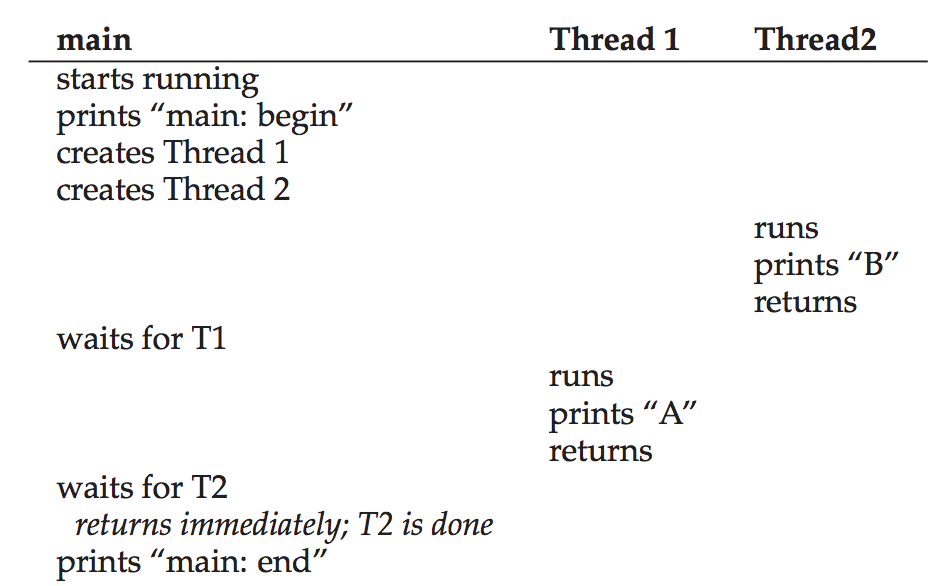 main Thread 1 Thread2
starts running
prints “main: begin”
creates Thread 1
creates Thread 2
runs
prints “B”
returns
waits for T1
runs
prints “A”
returns
waits for T2
returns immediately; T2 is done
prints “main: end”